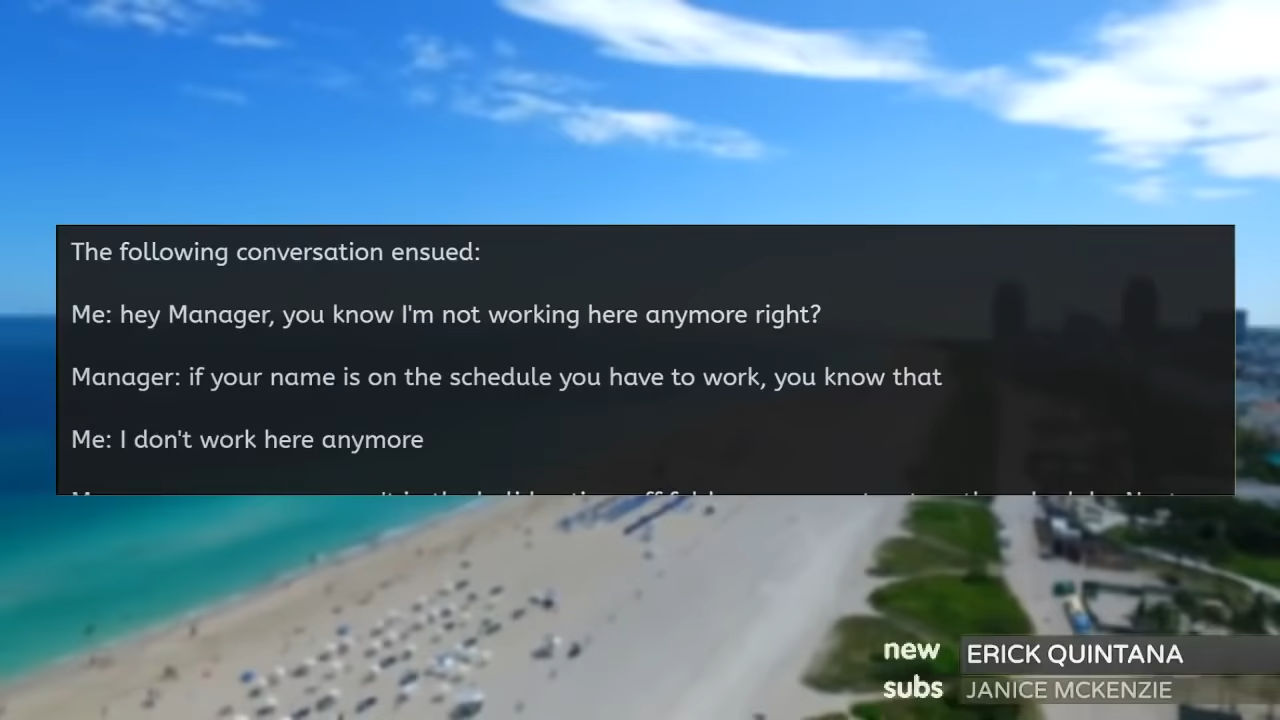 The following conversation ensued:
Me: hey Manager, you know I'm not working here anymore right?
Manager: if your name is on the schedule you have to work, you know that
Me: I don't work here anymore
new ERICK QUINTANA
subs JANICE MCKENZIE